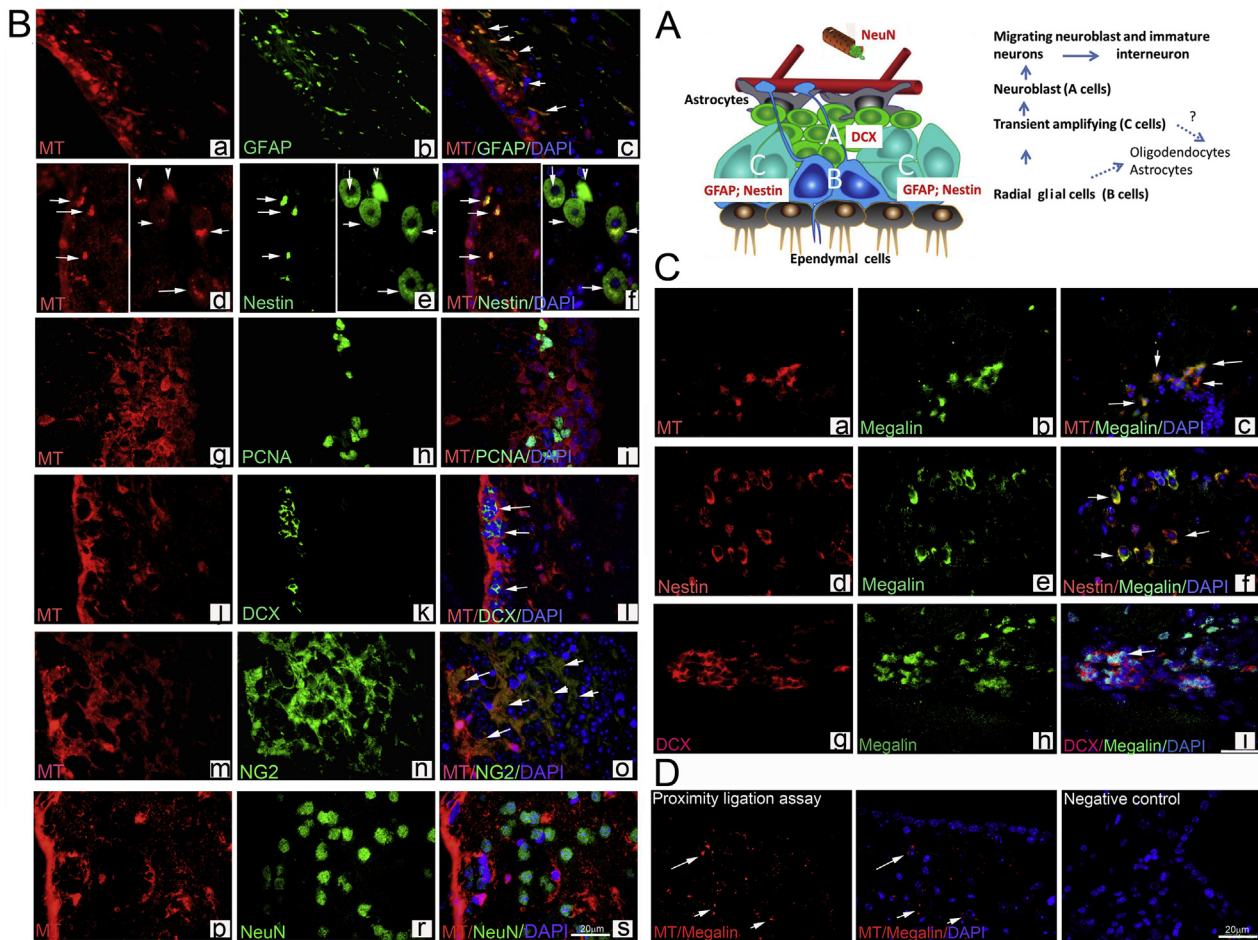 B
MT
a
GFAP
b
MT/GFAP/DAPI
c
MT
d
Nestin
e
MT/Nestin/DAPI
f
MT
g
PCNA
h
MT/PCNA/DAPI
i
MT
j
DCX
k
MT/DCX/DAPI
l
MT
m
NG2
n
MT/NG2/DAPI
o
MT
p
NeuN
r
MT/NeuN/DAPI
20μm
s
A
NeuN
Astrocytes
A
DCX
C
B
C
GFAP; Nestin
GFAP; Nestin
Ependymal cells
Migrating neuroblast and immature
neurons
interneuron
Neuroblast (A cells)
Transient amplifying (C cells)
?
Oligodendocytes
Astrocytes
Radial glial cells (B cells)
C
MT
a
Megalin
b
MT/Megalin/DAPI
c
Nestin
d
Megalin
e
Nestin/Megalin/DAPI
f
DCX
g
Megalin
h
DCX/Megalin/DAPI
i
D
Proximity ligation assay
MT/Megalin
MT/Megalin/DAPI
Negative control
20μm